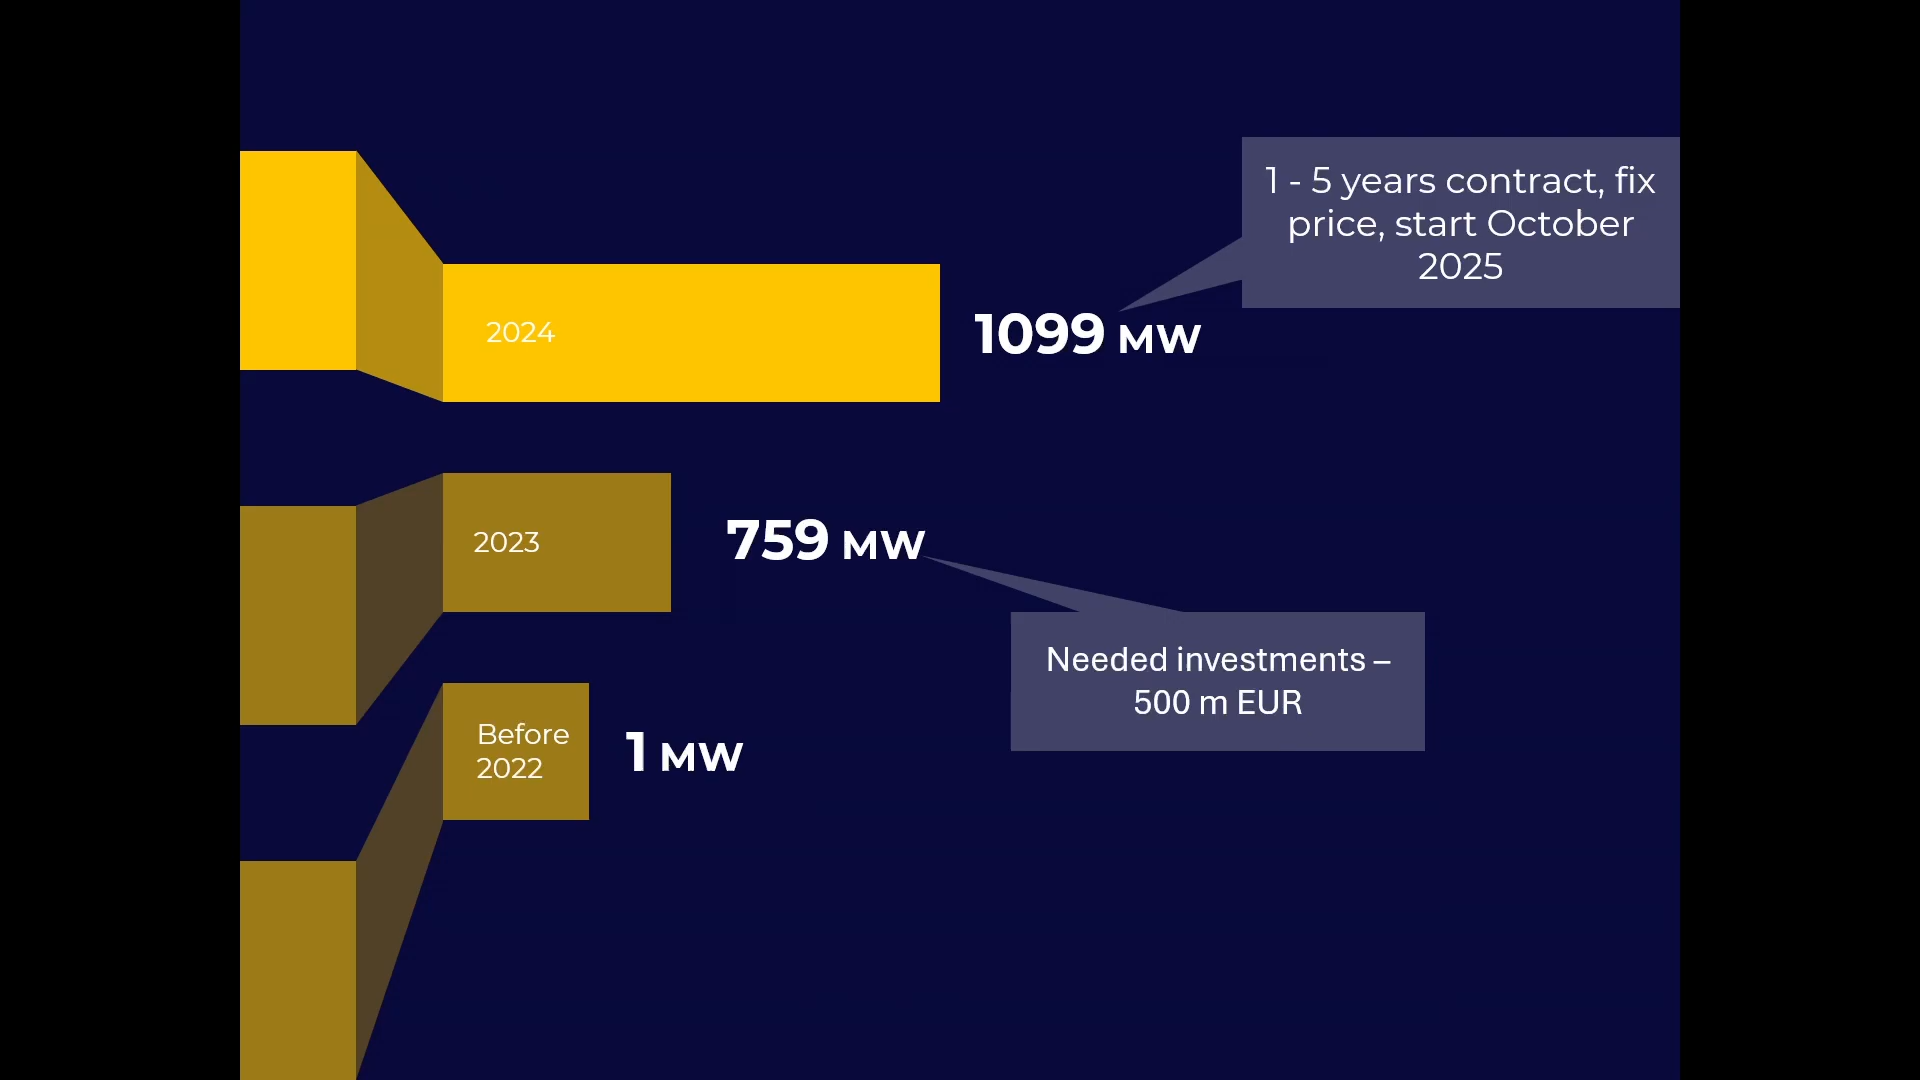 1 - 5 years contract, fix
price, start October
2025
2024
1099 MW
2023
759 MW
Needed investments –
500 m EUR
Before
2022
1 MW